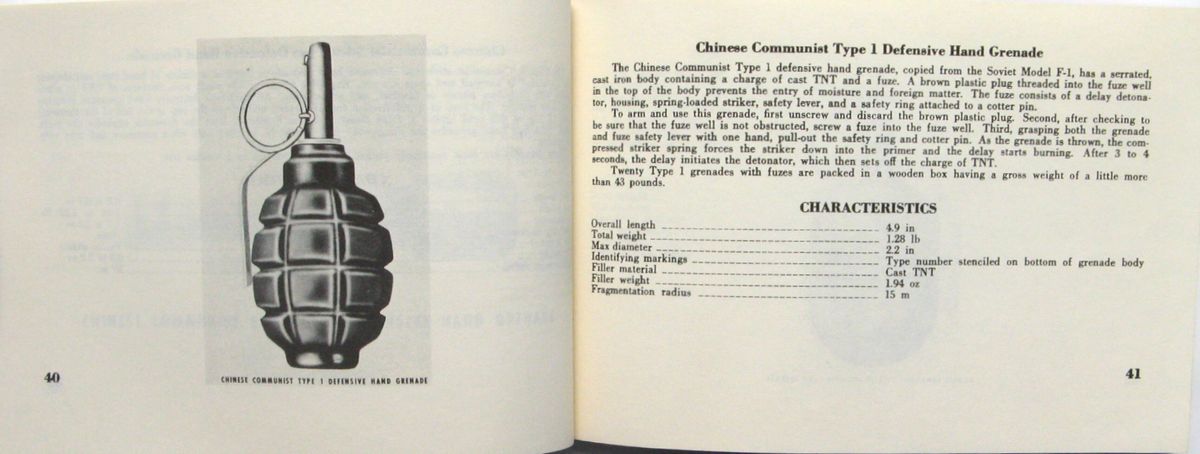 CHINESE COMMUNIST TYPE 1 DEFENSIVE HAND GRENADE
40
Chinese Communist Type 1 Defensive Hand Grenade
The Chinese Communist Type 1 defensive hand grenade, copied from the Soviet Model F-1, has a serrated,
cast iron body containing a charge of cast TNT and a fuze. A brown plastic plug threaded into the fuze well
in the top of the body prevents the entry of moisture and foreign matter. The fuze consists of a delay detona-
tor, housing, spring-loaded striker, safety lever, and a safety ring attached to a cotter pin.
To arm and use this grenade, first unscrew and discard the brown plastic plug. Second, after checking to
be sure that the fuze well is not obstructed, screw a fuze into the fuze well. Third, grasping both the grenade
and fuze safety lever with one hand, pull-out the safety ring and cotter pin. As the grenade is thrown, the com-
pressed striker spring forces the striker down into the primer and the delay starts burning. After 3 to 4
seconds, the delay initiates the detonator, which then sets off the charge of TNT.
Twenty Type 1 grenades with fuzes are packed in a wooden box having a gross weight of a little more
than 43 pounds.
CHARACTERISTICS
Overall length 4.9 in
Total weight 1.28 lb
Max diameter 2.2 in
Identifying markings Type number stenciled on bottom of grenade body
Filler material Cast TNT
Filler weight 1.94 oz
Fragmentation radius 15 m
41